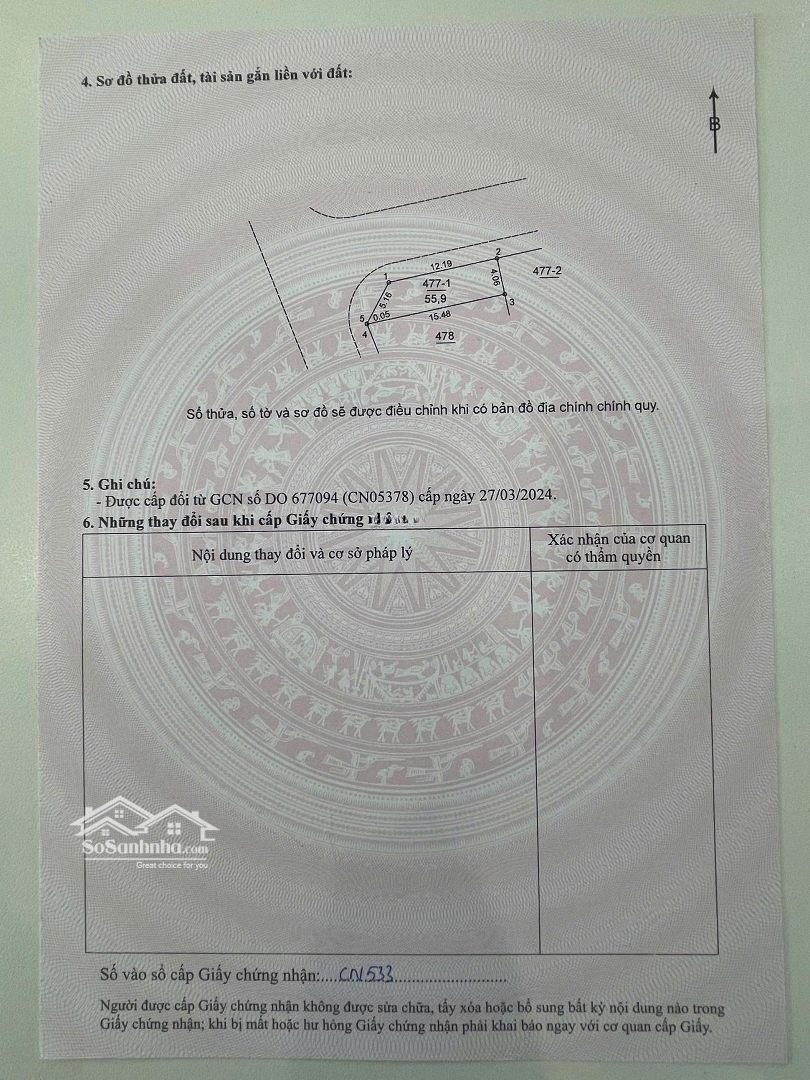 4. Sơ đồ thửa đất, tài sản gắn liền với đất:
B
2
12.19
1
477-1
4.06
477-2
5.16
55,9
3
5
0.05
15.48
4
478
Số thửa, số tờ và sơ đồ sẽ được điều chỉnh khi có bản đồ địa chính chính quy.
5. Ghi chú:
- Được cấp đổi từ GCN số DO 677094 (CN05378) cấp ngày 27/03/2024.
6. Những thay đổi sau khi cấp Giấy chứng
Nội dung thay đổi và cơ sở pháp lý
Xác nhận của cơ quan
có thẩm quyền
SoSanhnha.com
Great choice for you
Số vào sổ cấp Giấy chứng nhận:....CN533............................
Người được cấp Giấy chứng nhận không được sửa chữa, tẩy xóa hoặc bổ sung bất kỳ nội dung nào trong
Giấy chứng nhận; khi bị mất hoặc hư hỏng Giấy chứng nhận phải khai báo ngay với cơ quan cấp Giấy.